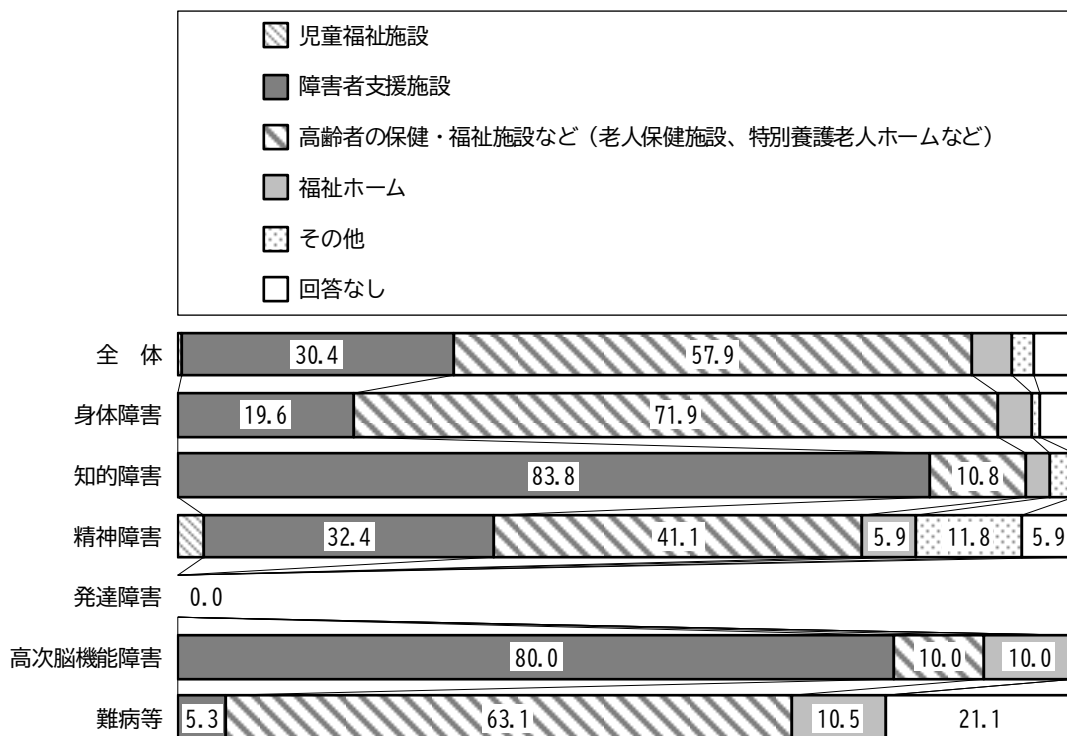 児童福祉施設
障害者支援施設
高齢者の保健・福祉施設など（老人保健施設、特別養護老人ホームなど）
福祉ホーム
その他
回答なし
全　体 30.4 57.9
身体障害 19.6 71.9
知的障害 83.8 10.8
精神障害 32.4 41.1 5.9 11.8 5.9
発達障害 0.0
高次脳機能障害 80.0 10.0 10.0
難病等 5.3 63.1 10.5 21.1